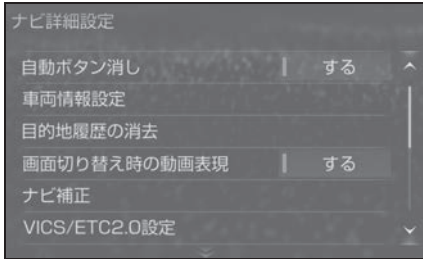 ナビ詳細設定
自動ボタン消し する
車両情報設定
目的地履歴の消去
画面切り替え時の動画表現 する
ナビ補正
VICS/ETC2.0設定